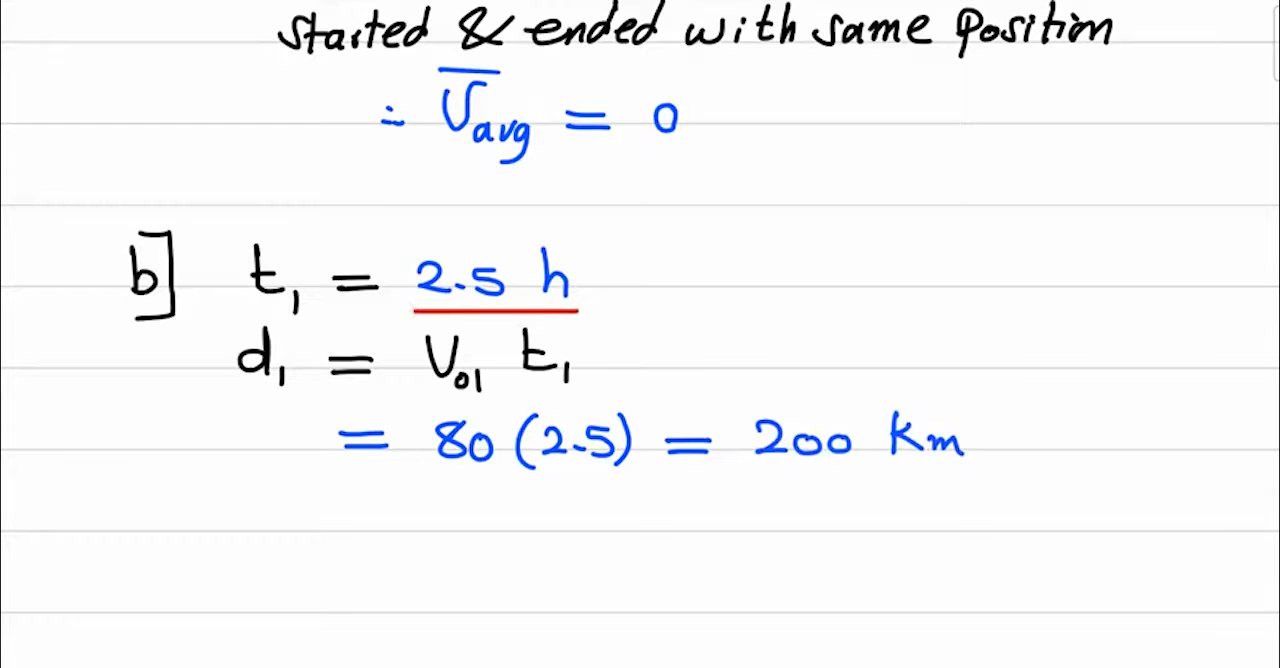 started & ended with same position
∴ V̅avg = 0
b] t₁ = 2.5 h
d₁ = V₀₁ t₁
= 80 (2.5) = 200 km